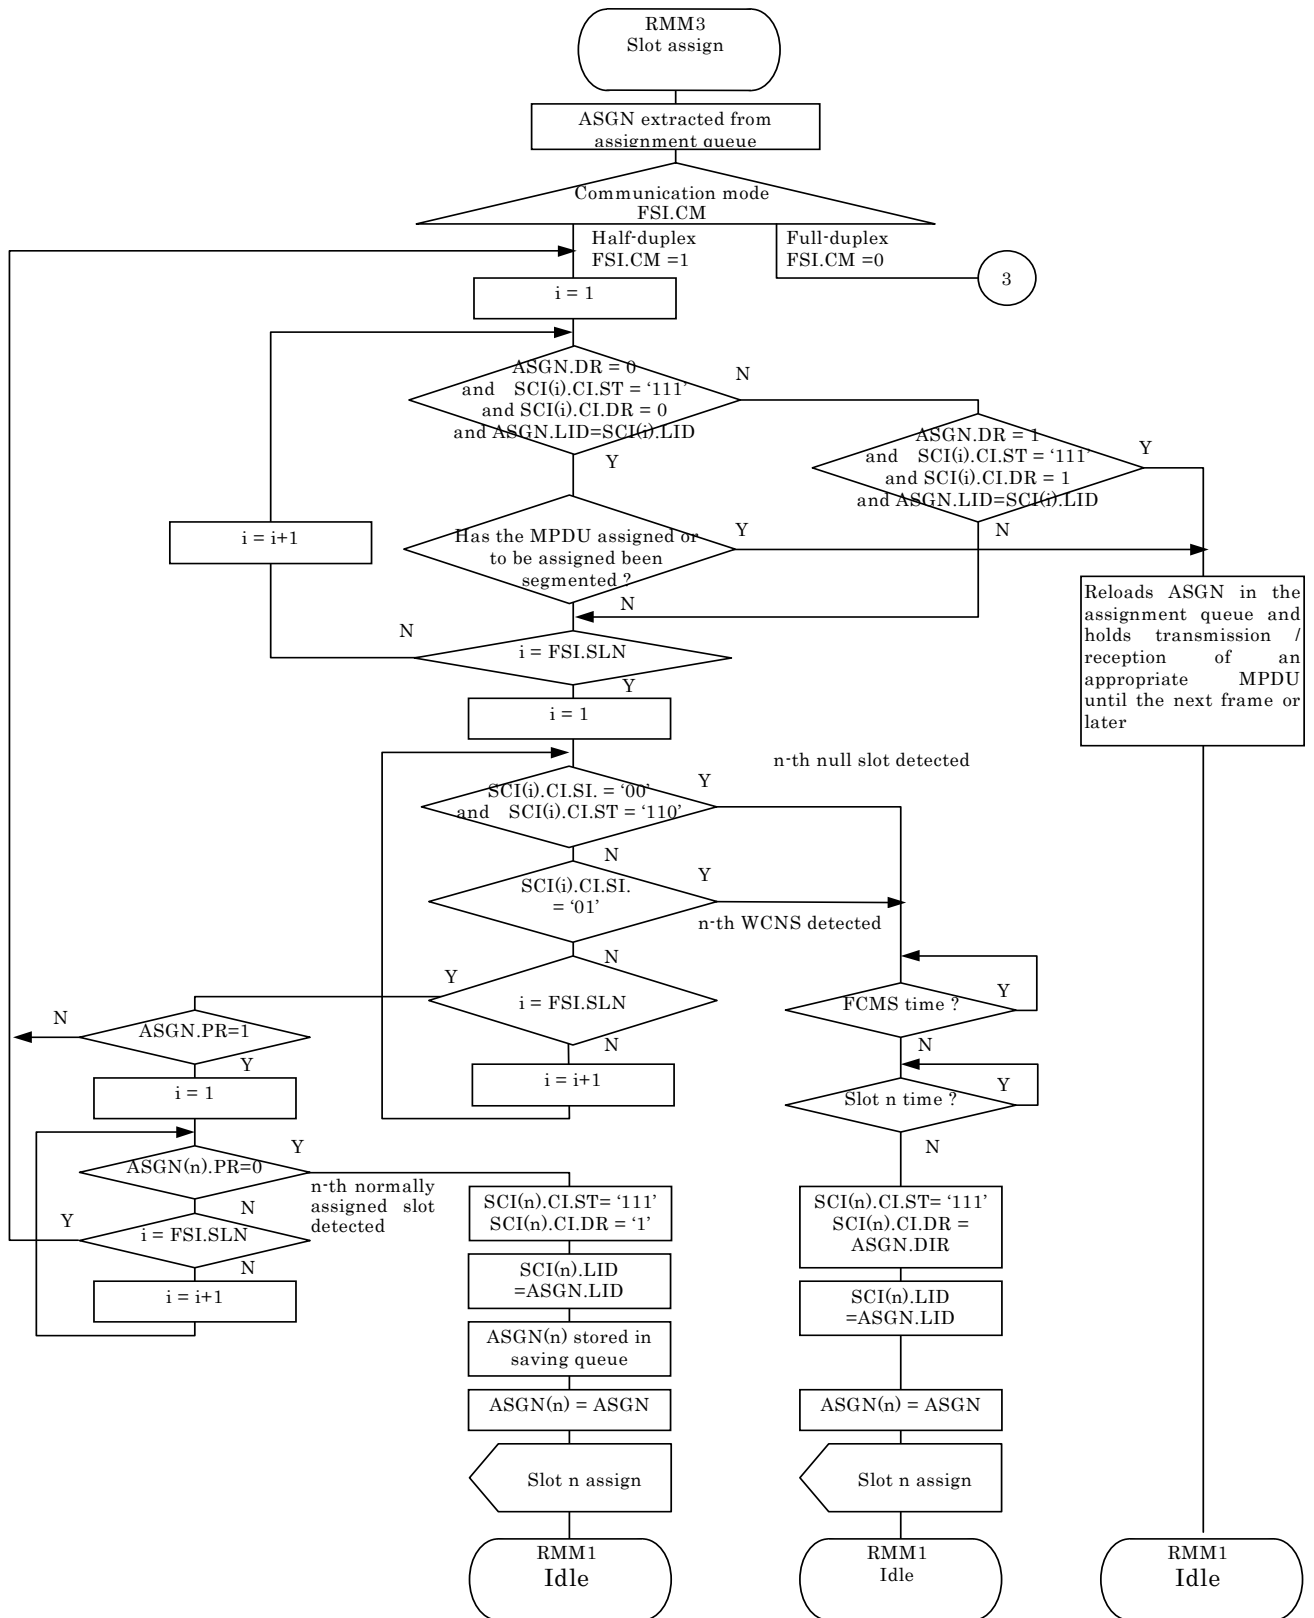 RMM3
Slot assign
ASGN extracted from
assignment queue
Communication mode
FSI.CM
Half-duplex
FSI.CM =1
Full-duplex
FSI.CM =0
3
i = 1
ASGN.DR = 0
and SCI(i).CI.ST = ‘111’
and SCI(i).CI.DR = 0
and ASGN.LID=SCI(i).LID
N
Y
ASGN.DR = 1
and SCI(i).CI.ST = ‘111’
and SCI(i).CI.DR = 1
and ASGN.LID=SCI(i).LID
Y
N
i = i+1
Has the MPDU assigned or
to be assigned been
segmented ?
Y
N
Reloads ASGN in the
assignment queue and
holds transmission /
reception of an
appropriate MPDU
until the next frame or
later
N
i = FSI.SLN
Y
i = 1
n-th null slot detected
SCI(i).CI.SI. = ‘00’
and SCI(i).CI.ST = ‘110’
Y
N
SCI(i).CI.SI.
= ‘01’
Y
n-th WCNS detected
N
Y
i = FSI.SLN
N
i = i+1
FCMS time ?
Y
N
Slot n time ?
Y
N
N
ASGN.PR=1
Y
i = 1
Y
ASGN(n).PR=0
n-th normally
assigned slot
detected
N
Y
i = FSI.SLN
N
i = i+1
SCI(n).CI.ST= ‘111’
SCI(n).CI.DR = ‘1’
SCI(n).LID
=ASGN.LID
ASGN(n) stored in
saving queue
ASGN(n) = ASGN
Slot n assign
RMM1
Idle
SCI(n).CI.ST= ‘111’
SCI(n).CI.DR =
ASGN.DIR
SCI(n).LID
=ASGN.LID
ASGN(n) = ASGN
Slot n assign
RMM1
Idle
RMM1
Idle